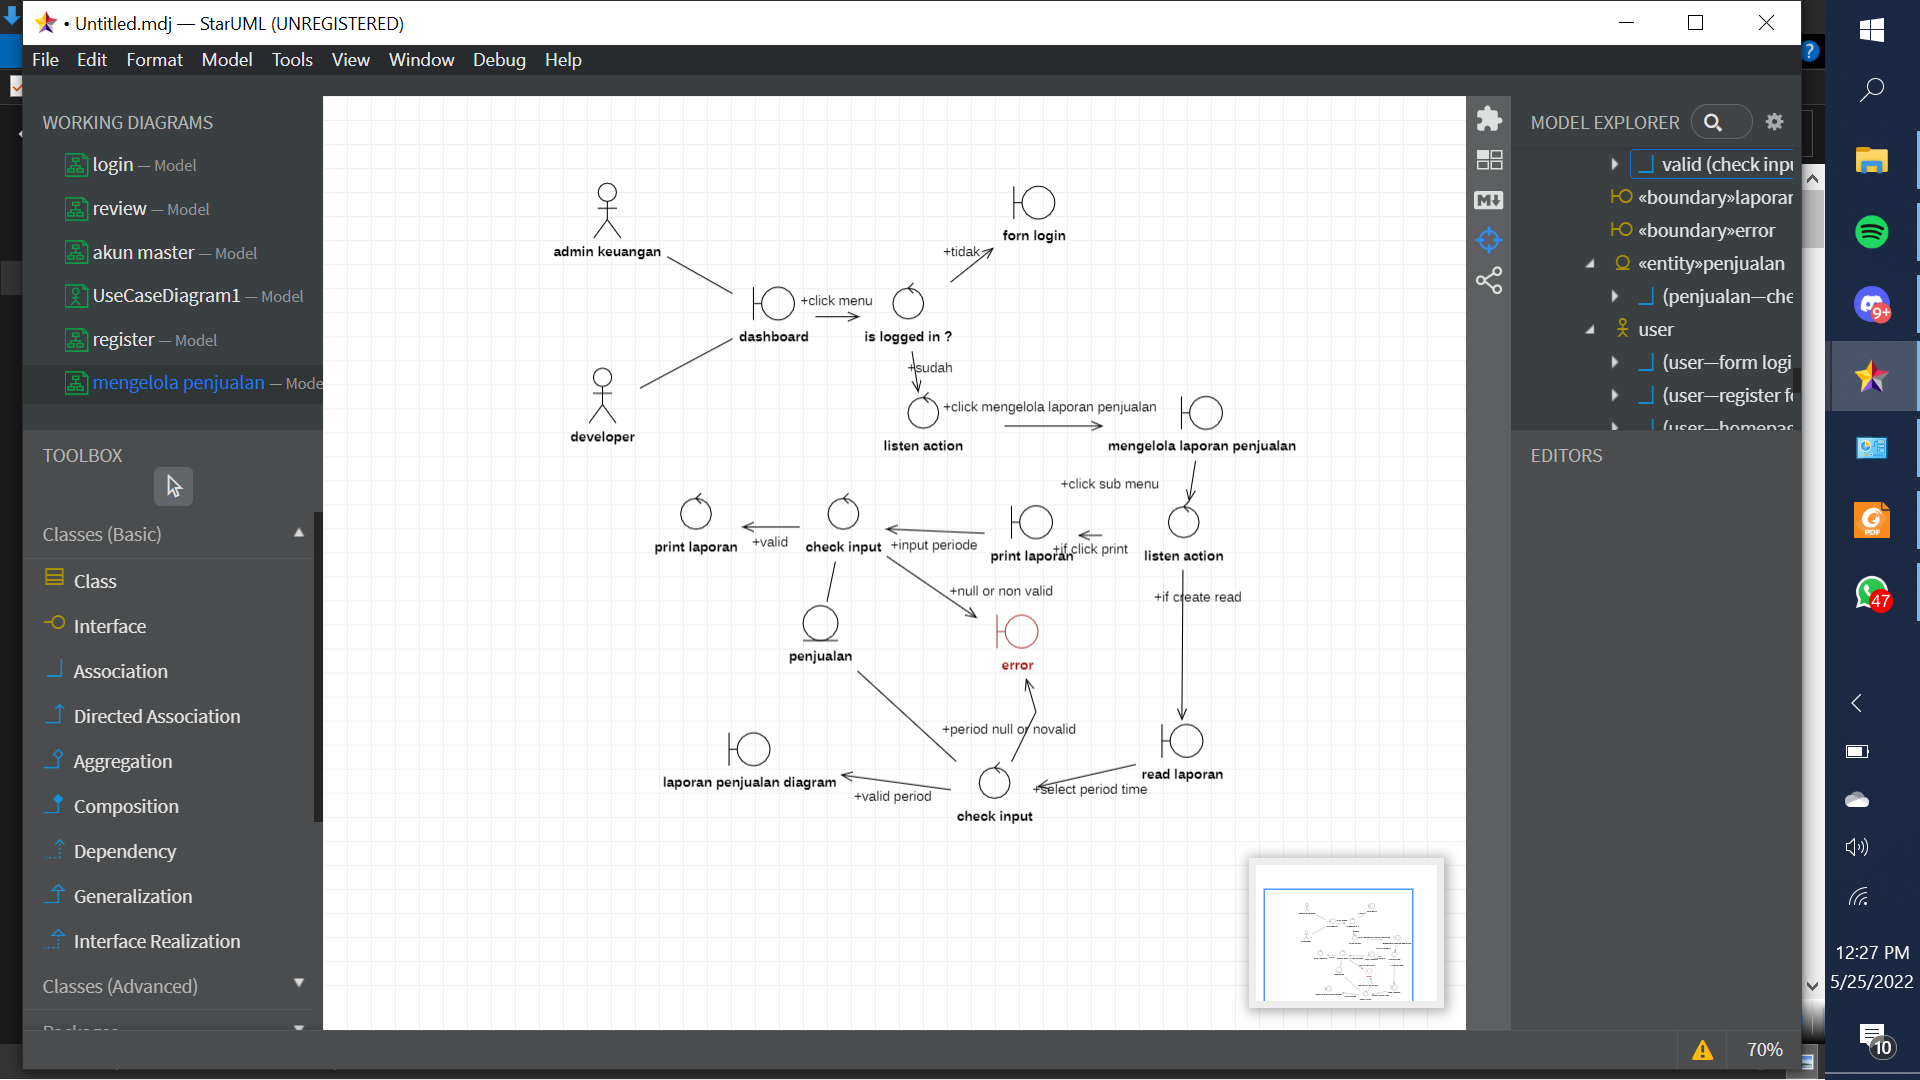 • Untitled.mdj — StarUML (UNREGISTERED)
File Edit Format Model Tools View Window Debug Help
WORKING DIAGRAMS
login — Model
review — Model
akun master — Model
UseCaseDiagram1 — Model
register — Model
mengelola penjualan — Mode
TOOLBOX
Classes (Basic)
Class
Interface
Association
Directed Association
Aggregation
Composition
Dependency
Generalization
Interface Realization
Classes (Advanced)
admin keuangan
forn login
+tidak
+click menu
dashboard
is logged in ?
+sudah
developer
+click mengelola laporan penjualan
listen action
mengelola laporan penjualan
+click sub menu
print laporan
+valid
check input
+input periode
print laporan
+if click print
listen action
+null or non valid
+if create read
penjualan
error
+period null or novalid
laporan penjualan diagram
+valid period
check input
+select period time
read laporan
MODEL EXPLORER
valid (check inpu
«boundary»laporan
«boundary»error
«entity»penjualan
(penjualan—che
user
(user—form logi
(user—register fo
(user—homepag
EDITORS
70%
M
?
9+
PDF
47
12:27 PM
5/25/2022
10